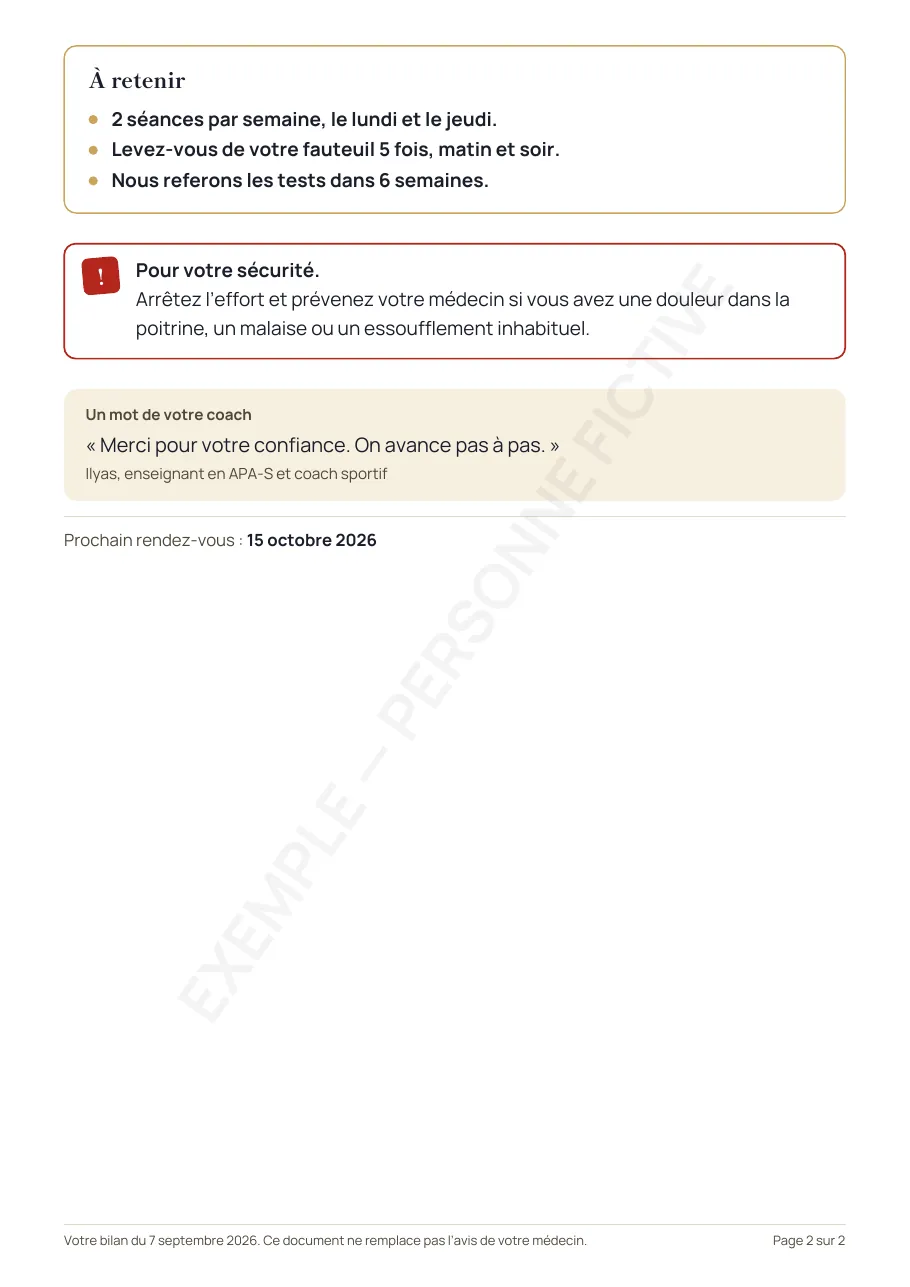 À retenir
2 séances par semaine, le lundi et le jeudi.
Levez-vous de votre fauteuil 5 fois, matin et soir.
Nous referons les tests dans 6 semaines.
!
Pour votre sécurité.
Arrêtez l'effort et prévenez votre médecin si vous avez une douleur dans la
poitrine, un malaise ou un essoufflement inhabituel.
Un mot de votre coach
« Merci pour votre confiance. On avance pas à pas. »
Ilyas, enseignant en APA-S et coach sportif
Prochain rendez-vous : 15 octobre 2026
EXEMPLE — PERSONNE FICTIVE
Votre bilan du 7 septembre 2026. Ce document ne remplace pas l'avis de votre médecin.
Page 2 sur 2